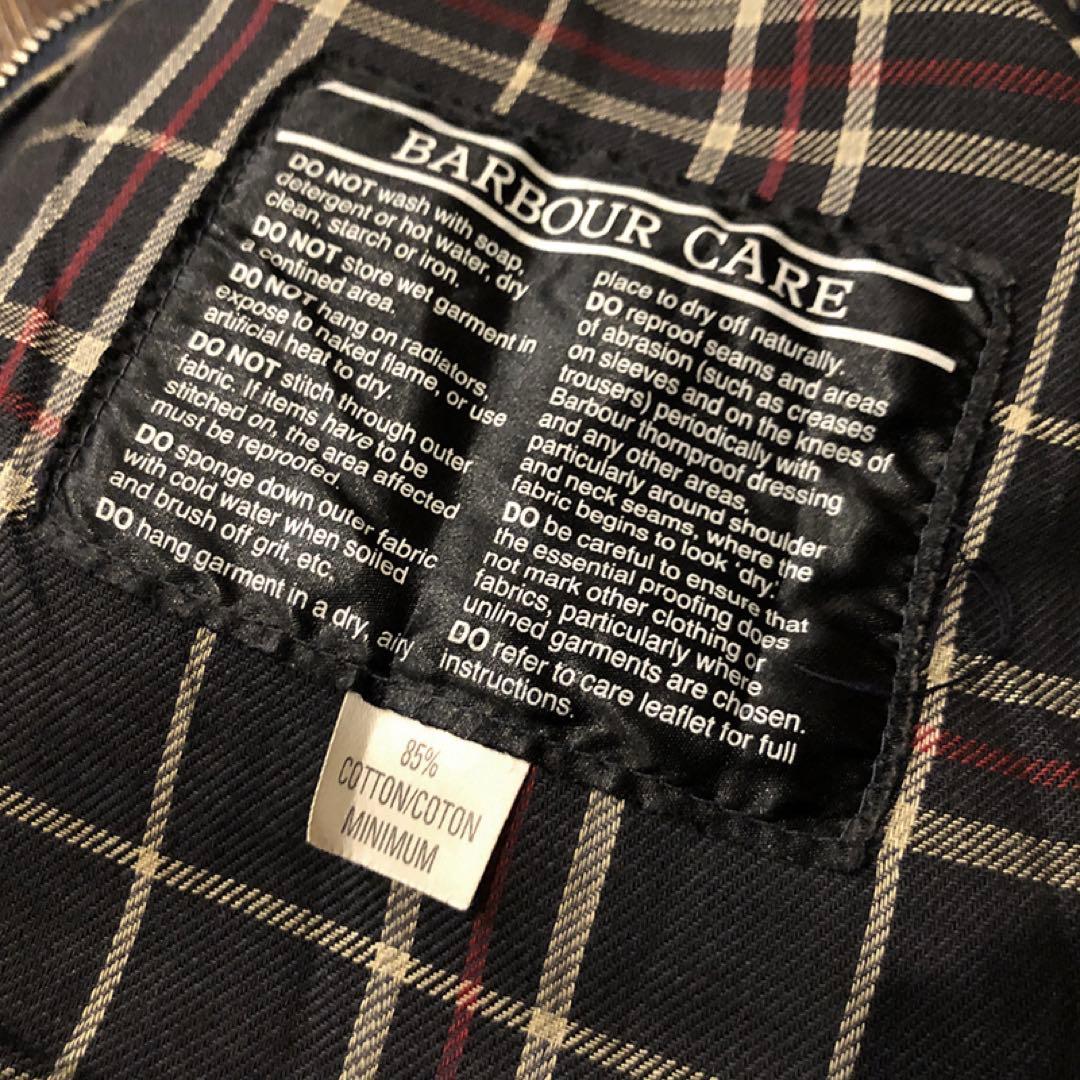 BARBOUR CARE
DO NOT wash with soap,
detergent or hot water, dry
clean, starch or iron.
DO NOT store wet garment in
a confined area.
DO NOT hang on radiators,
expose to naked flame, or use
artificial heat to dry.
DO NOT stitch through outer
fabric. If items have to be
stitched on, the area affected
must be reproofed.
DO sponge down outer fabric
with cold water when soiled
and brush off grit, etc.
DO hang garment in a dry, airy
place to dry off naturally.
DO reproof seams and areas
of abrasion (such as creases
on sleeves and on the knees of
trousers) periodically with
Barbour thornproof dressing
and any other areas,
particularly around shoulder
and neck seams, where the
fabric begins to look 'dry'.
DO be careful to ensure that
the essential proofing does
not mark other clothing or
fabrics, particularly where
unlined garments are chosen.
DO refer to care leaflet for full
instructions.
85%
COTTON/COTON
MINIMUM